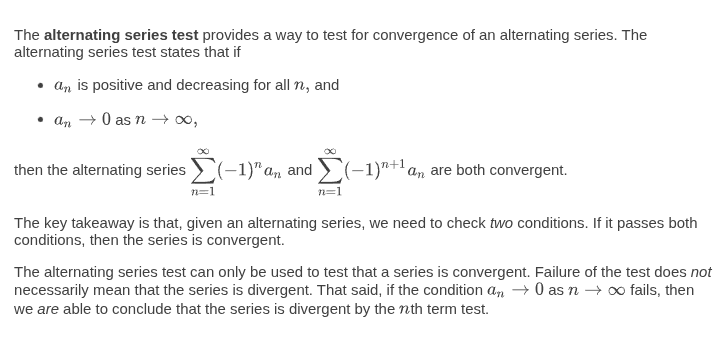 The alternating series test provides a way to test for convergence of an alternating series. The
alternating series test states that if
• aₙ is positive and decreasing for all n, and
• aₙ → 0 as n → ∞,
then the alternating series ∑_{n=1}^{∞} (−1)ⁿ aₙ and ∑_{n=1}^{∞} (−1)ⁿ⁺¹ aₙ are both convergent.
The key takeaway is that, given an alternating series, we need to check two conditions. If it passes both
conditions, then the series is convergent.
The alternating series test can only be used to test that a series is convergent. Failure of the test does not
necessarily mean that the series is divergent. That said, if the condition aₙ → 0 as n → ∞ fails, then
we are able to conclude that the series is divergent by the nth term test.